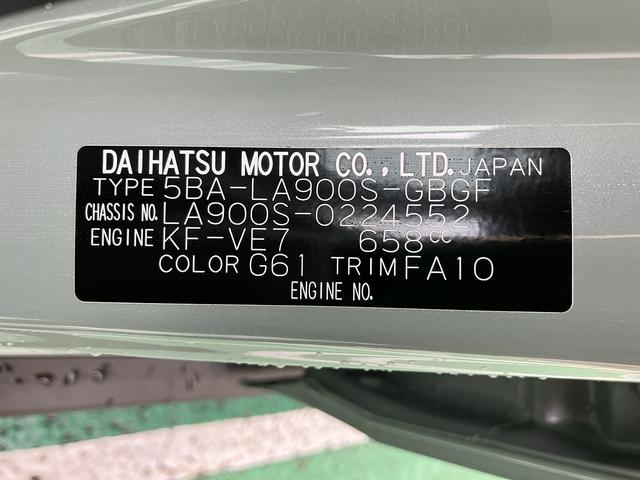 DAIHATSU MOTOR CO., LTD. JAPAN
TYPE 5BA-LA900S-GBGF
CHASSIS NO. LA900S-0224552
ENGINE KF-VE7 658cc
COLOR G61 TRIM FA10
ENGINE NO.